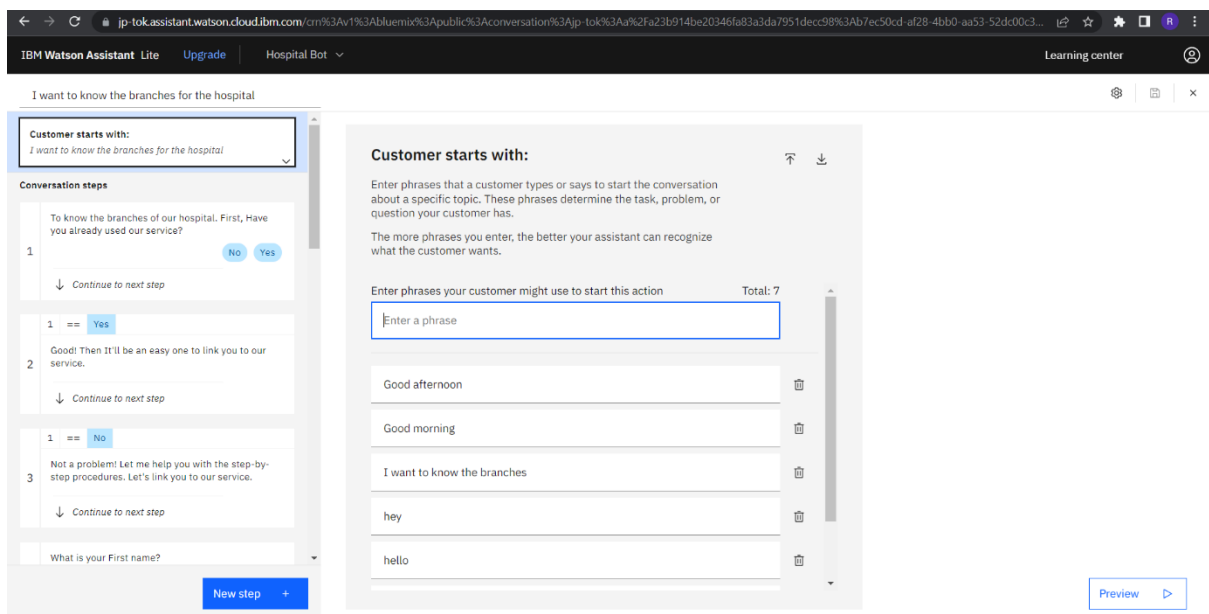 jp-tok.assistant.watson.cloud.ibm.com/crn%3Av1%3Abluemix%3Apublic%3Aconversation%3Ajp-tok%3Aa%2Fa23b914be20346fa83a3da7951decc98%3Ab7ec50cd-af28-4bb0-aa53-52dc00c3...
R
IBM Watson Assistant Lite Upgrade Hospital Bot
Learning center
I want to know the branches for the hospital
Customer starts with:
I want to know the branches for the hospital
Conversation steps
1
To know the branches of our hospital. First, Have
you already used our service?
No Yes
Continue to next step
1 == Yes
2
Good! Then It'll be an easy one to link you to our
service.
Continue to next step
1 == No
3
Not a problem! Let me help you with the step-by-
step procedures. Let's link you to our service.
Continue to next step
What is your First name?
New step +
Customer starts with:
Enter phrases that a customer types or says to start the conversation
about a specific topic. These phrases determine the task, problem, or
question your customer has.
The more phrases you enter, the better your assistant can recognize
what the customer wants.
Enter phrases your customer might use to start this action Total: 7
Enter a phrase
Good afternoon
Good morning
I want to know the branches
hey
hello
Preview